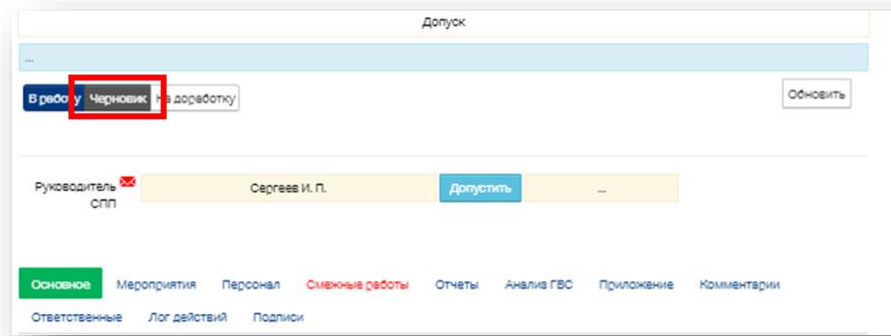 Допуск
...
В работу Черновик На доработку Обновить
Руководитель СПП Сергеев И. П. Допустить ...
Основное Мероприятия Персонал Смежные работы Отчеты Анализ ГВС Приложение Комментарии
Ответственные Лог действий Подписи